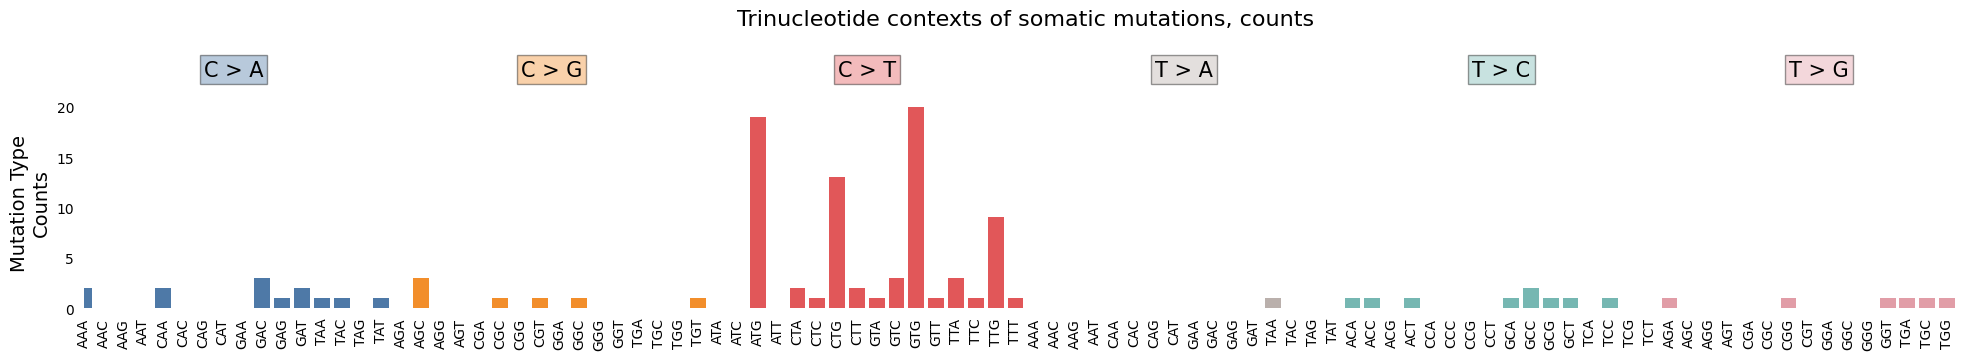 Trinucleotide contexts of somatic mutations, counts
C > A C > G C > T T > A T > C T > G
Mutation Type
Counts
20
15
10
5
0
AAA AAC AAG AAT CAA CAC CAG CAT GAA GAC GAG GAT TAA TAC TAG TAT AGA AGC AGG AGT CGA CGC CGG CGT GGA GGC GGG GGT TGA TGC TGG TGT ATA ATC ATG ATT CTA CTC CTG CTT GTA GTC GTG GTT TTA TTC TTG TTT AAA AAC AAG AAT CAA CAC CAG CAT GAA GAC GAG GAT TAA TAC TAG TAT ACA ACC ACG ACT CCA CCC CCG CCT GCA GCC GCG GCT TCA TCC TCG TCT AGA AGC AGG AGT CGA CGC CGG CGT GGA GGC GGG GGT TGA TGC TGG